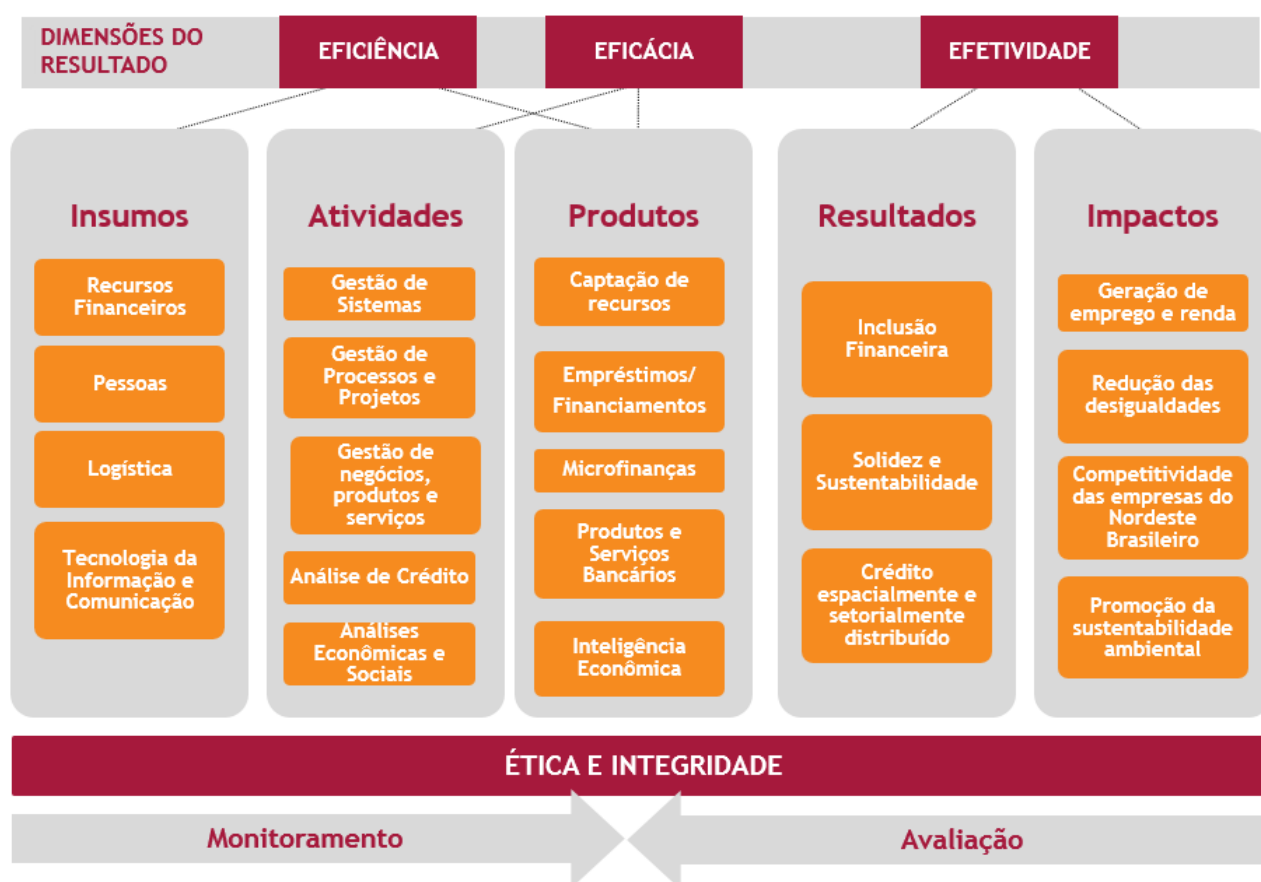 DIMENSÕES DO
RESULTADO
EFICIÊNCIA
EFICÁCIA
EFETIVIDADE
Insumos
Recursos
Financeiros
Pessoas
Logística
Tecnologia da
Informação e
Comunicação
Atividades
Gestão de
Sistemas
Gestão de
Processos e
Projetos
Gestão de
negócios,
produtos e
serviços
Análise de Crédito
Análises
Econômicas e
Sociais
Produtos
Captação de
recursos
Empréstimos/
Financiamentos
Microfinanças
Produtos e
Serviços
Bancários
Inteligência
Econômica
Resultados
Inclusão
Financeira
Solidez e
Sustentabilidade
Crédito
espacialmente e
setorialmente
distribuído
Impactos
Geração de
emprego e renda
Redução das
desigualdades
Competitividade
das empresas do
Nordeste
Brasileiro
Promoção da
sustentabilidade
ambiental
ÉTICA E INTEGRIDADE
Monitoramento
Avaliação